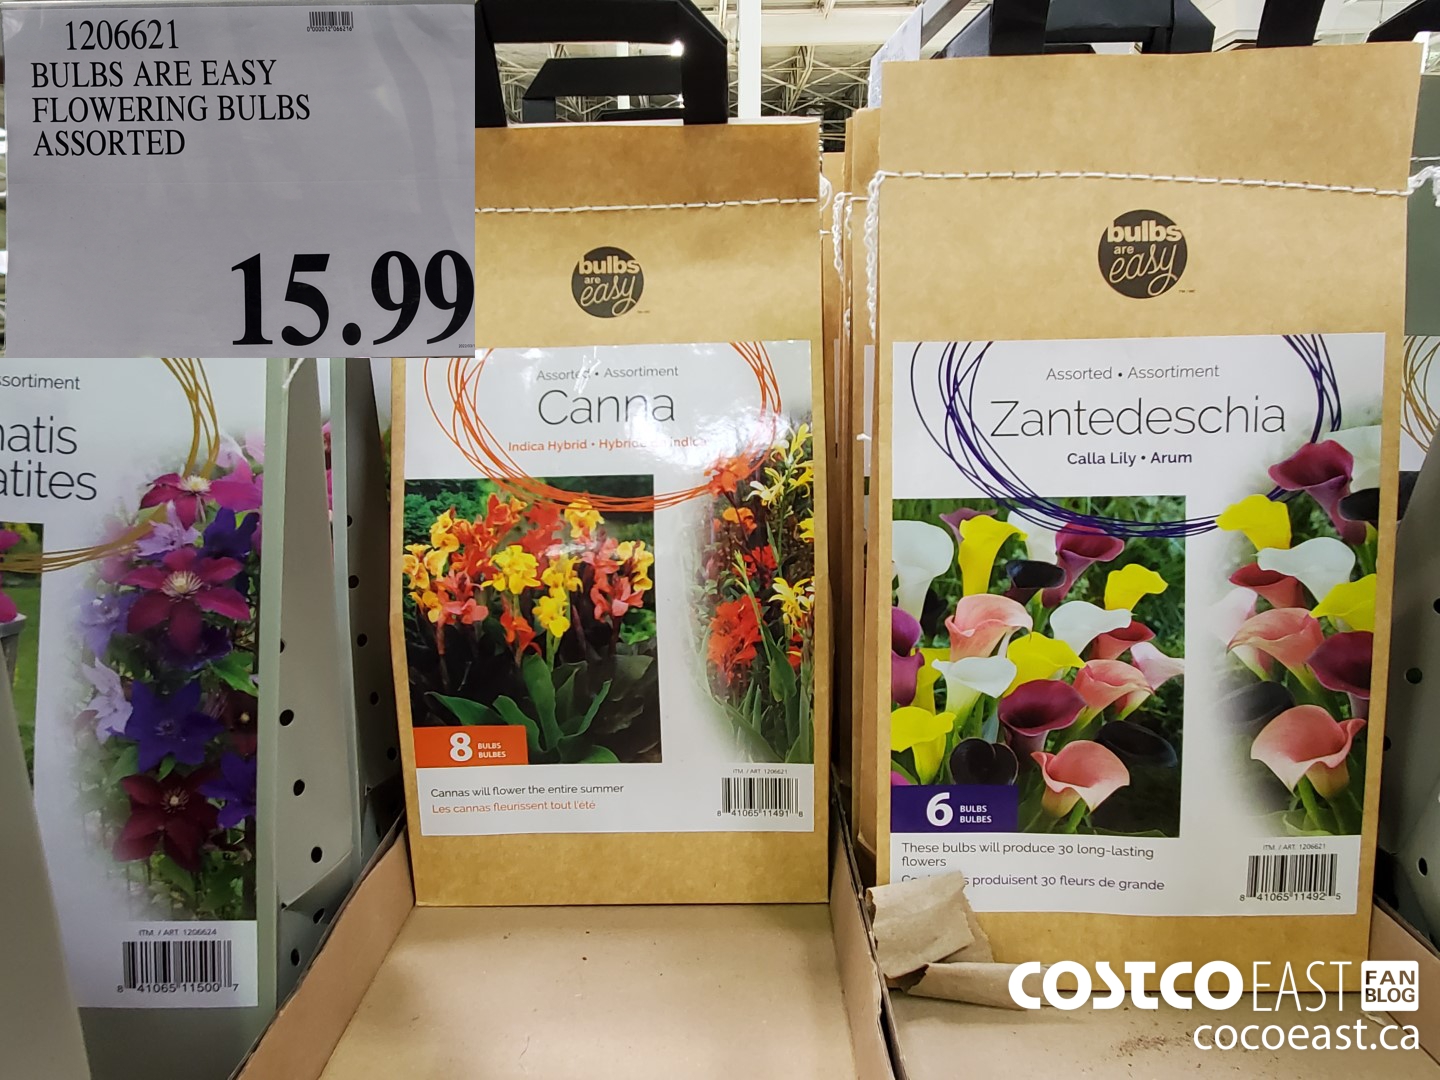 1206621
BULBS ARE EASY
FLOWERING BULBS
ASSORTED
15.99
bulbs
are
easy
Assorted • Assortiment
Canna
Indica Hybrid •
8 BULBS
BULBES
Cannas will flower the entire summer
Les cannas fleurissent tout l'été
ITM. / ART. 1206621
8 41065 11491 8
bulbs
are
easy
Assorted • Assortiment
Zantedeschia
Calla Lily • Arum
6 BULBS
BULBES
These bulbs will produce 30 long-lasting
flowers
produisent 30 fleurs de grande
ITM. / ART. 1206621
8 41065 11492 5
ssortiment
natis
atites
ITM. / ART. 1206624
8 41065 11500 7
COSTCO EAST FAN
BLOG
cocoeast.ca